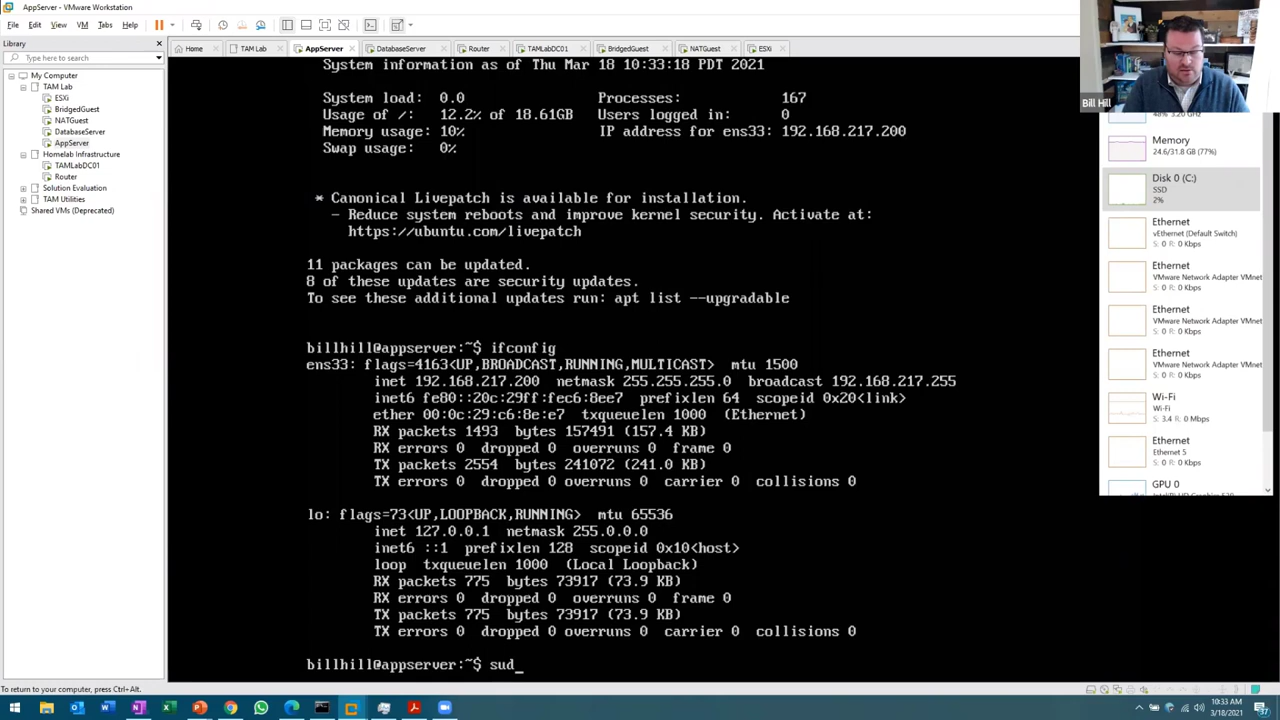 AppServer - VMware Workstation
File Edit View VM Tabs Help
Library
Type here to search
My Computer
TAM Lab
ESXi
BridgedGuest
NATGuest
DatabaseServer
AppServer
Homelab Infrastructure
TAMLabDC01
Router
Solution Evaluation
TAM Utilities
Shared VMs (Deprecated)
Home TAM Lab AppServer DatabaseServer Router TAMLabDC01 BridgedGuest NATGuest ESXi
System information as of Thu Mar 18 10:33:18 PDT 2021
System load: 0.0 Processes: 167
Usage of /: 12.2% of 18.61GB Users logged in: 0
Memory usage: 10% IP address for ens33: 192.168.217.200
Swap usage: 0%
* Canonical Livepatch is available for installation.
- Reduce system reboots and improve kernel security. Activate at:
https://ubuntu.com/livepatch
11 packages can be updated.
8 of these updates are security updates.
To see these additional updates run: apt list --upgradable
billhill@appserver:~$ ifconfig
ens33: flags=4163<UP,BROADCAST,RUNNING,MULTICAST> mtu 1500
inet 192.168.217.200 netmask 255.255.255.0 broadcast 192.168.217.255
inet6 fe80::20c:29ff:fec6:8ee7 prefixlen 64 scopeid 0x20<link>
ether 00:0c:29:c6:8e:e7 txqueuelen 1000 (Ethernet)
RX packets 1493 bytes 157491 (157.4 KB)
RX errors 0 dropped 0 overruns 0 frame 0
TX packets 2554 bytes 241072 (241.0 KB)
TX errors 0 dropped 0 overruns 0 carrier 0 collisions 0
lo: flags=73<UP,LOOPBACK,RUNNING> mtu 65536
inet 127.0.0.1 netmask 255.0.0.0
inet6 ::1 prefixlen 128 scopeid 0x10<host>
loop txqueuelen 1000 (Local Loopback)
RX packets 775 bytes 73917 (73.9 KB)
RX errors 0 dropped 0 overruns 0 frame 0
TX packets 775 bytes 73917 (73.9 KB)
TX errors 0 dropped 0 overruns 0 carrier 0 collisions 0
billhill@appserver:~$ sud_
Bill Hill
48% 3.20 GHz
Memory
24.6/31.8 GB (77%)
Disk 0 (C:)
SSD
2%
Ethernet
vEthernet (Default Switch)
S: 0 R: 0 Kbps
Ethernet
VMware Network Adapter VMnet
S: 0 R: 0 Kbps
Ethernet
VMware Network Adapter VMnet
S: 0 R: 0 Kbps
Ethernet
VMware Network Adapter VMnet
S: 0 R: 0 Kbps
Wi-Fi
Wi-Fi
S: 3.4 R: 0 Mbps
Ethernet
Ethernet 5
S: 0 R: 0 Kbps
GPU 0
To return to your computer, press Ctrl+Alt.
10:33 AM
3/18/2021
37